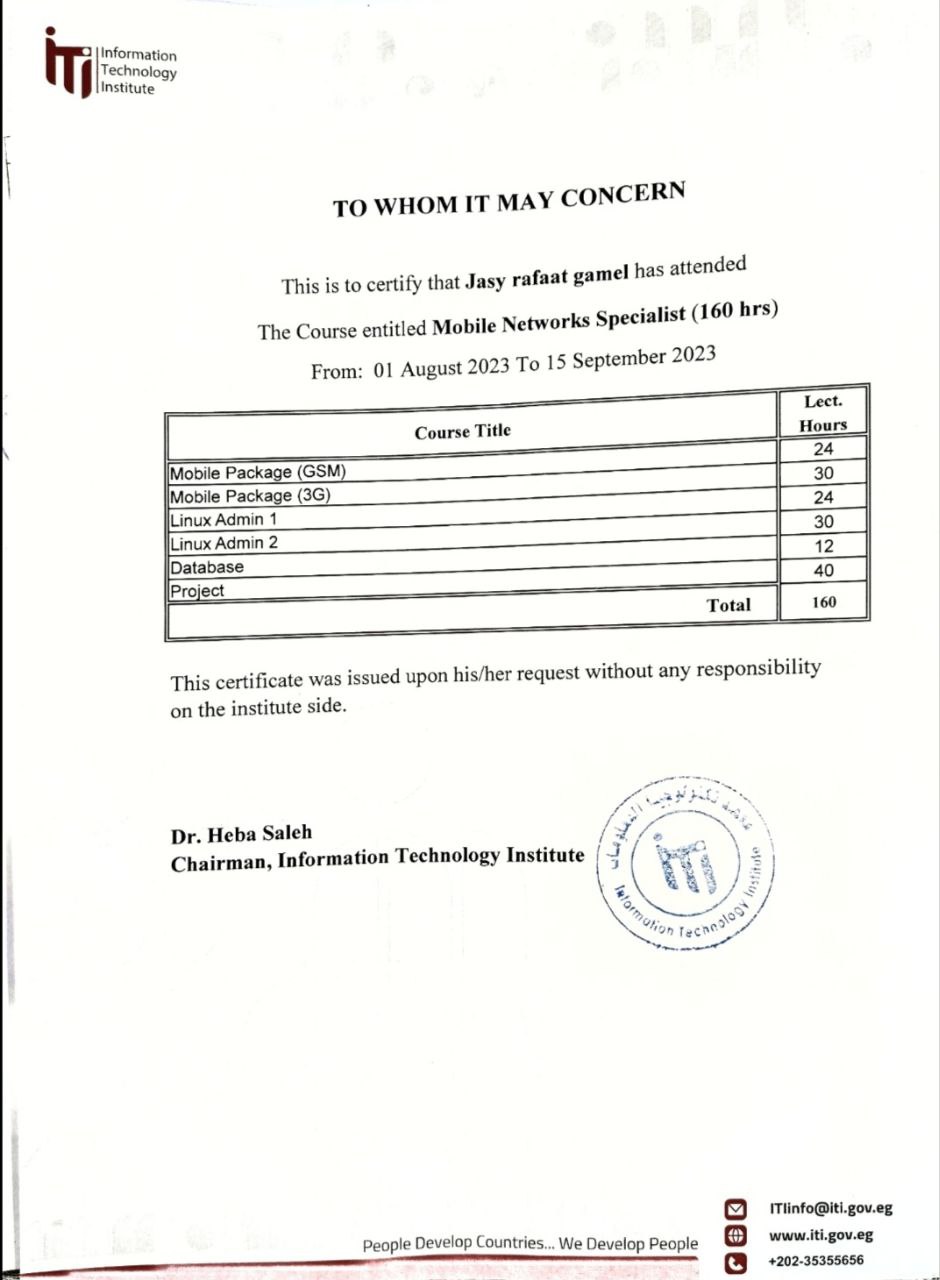 iTi
Information
Technology
Institute
TO WHOM IT MAY CONCERN
This is to certify that Jasy rafaat gamel has attended
The Course entitled Mobile Networks Specialist (160 hrs)
From: 01 August 2023 To 15 September 2023
Course Title Lect. Hours
Mobile Package (GSM) 24
Mobile Package (3G) 30
Linux Admin 1 24
Linux Admin 2 30
Database 12
Project 40
Total 160
This certificate was issued upon his/her request without any responsibility
on the institute side.
Dr. Heba Saleh
Chairman, Information Technology Institute
معهد تكنولوجيا المعلومات
iTi
Information Technology Institute
People Develop Countries... We Develop People
ITIinfo@iti.gov.eg
www.iti.gov.eg
+202-35355656